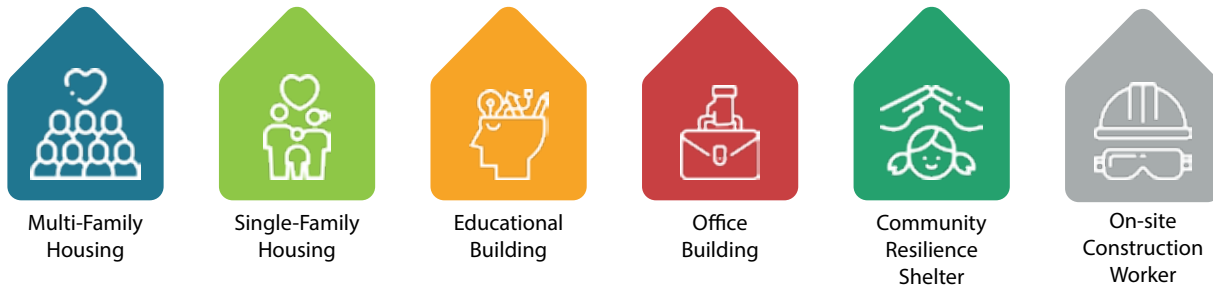 Multi-Family
Housing
Single-Family
Housing
Educational
Building
Office
Building
Community
Resilience
Shelter
On-site
Construction
Worker